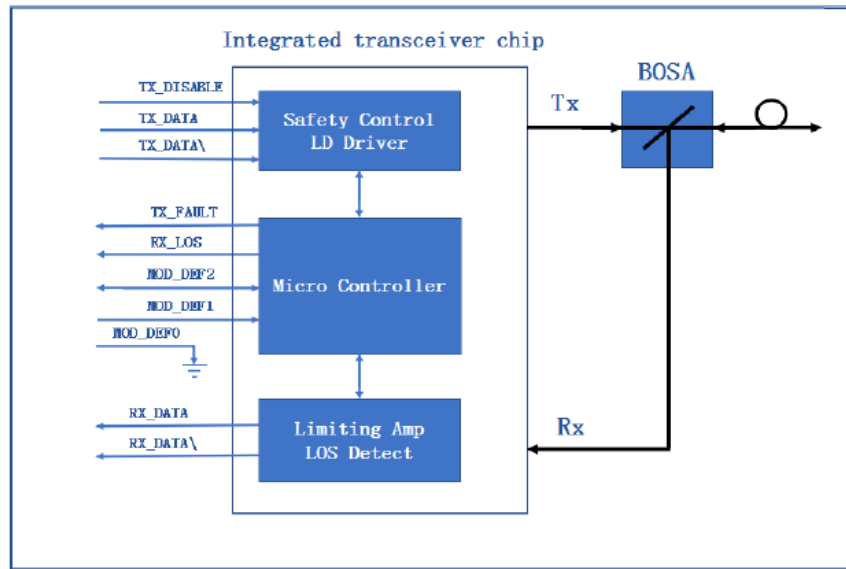 Integrated transceiver chip
BOSA
TX_DISABLE
TX_DATA
TX_DATA\
Safety Control
LD Driver
Tx
TX_FAULT
RX_LOS
MOD_DEF2
MOD_DEF1
MOD_DEF0
Micro Controller
RX_DATA
RX_DATA\
Limiting Amp
LOS Detect
Rx